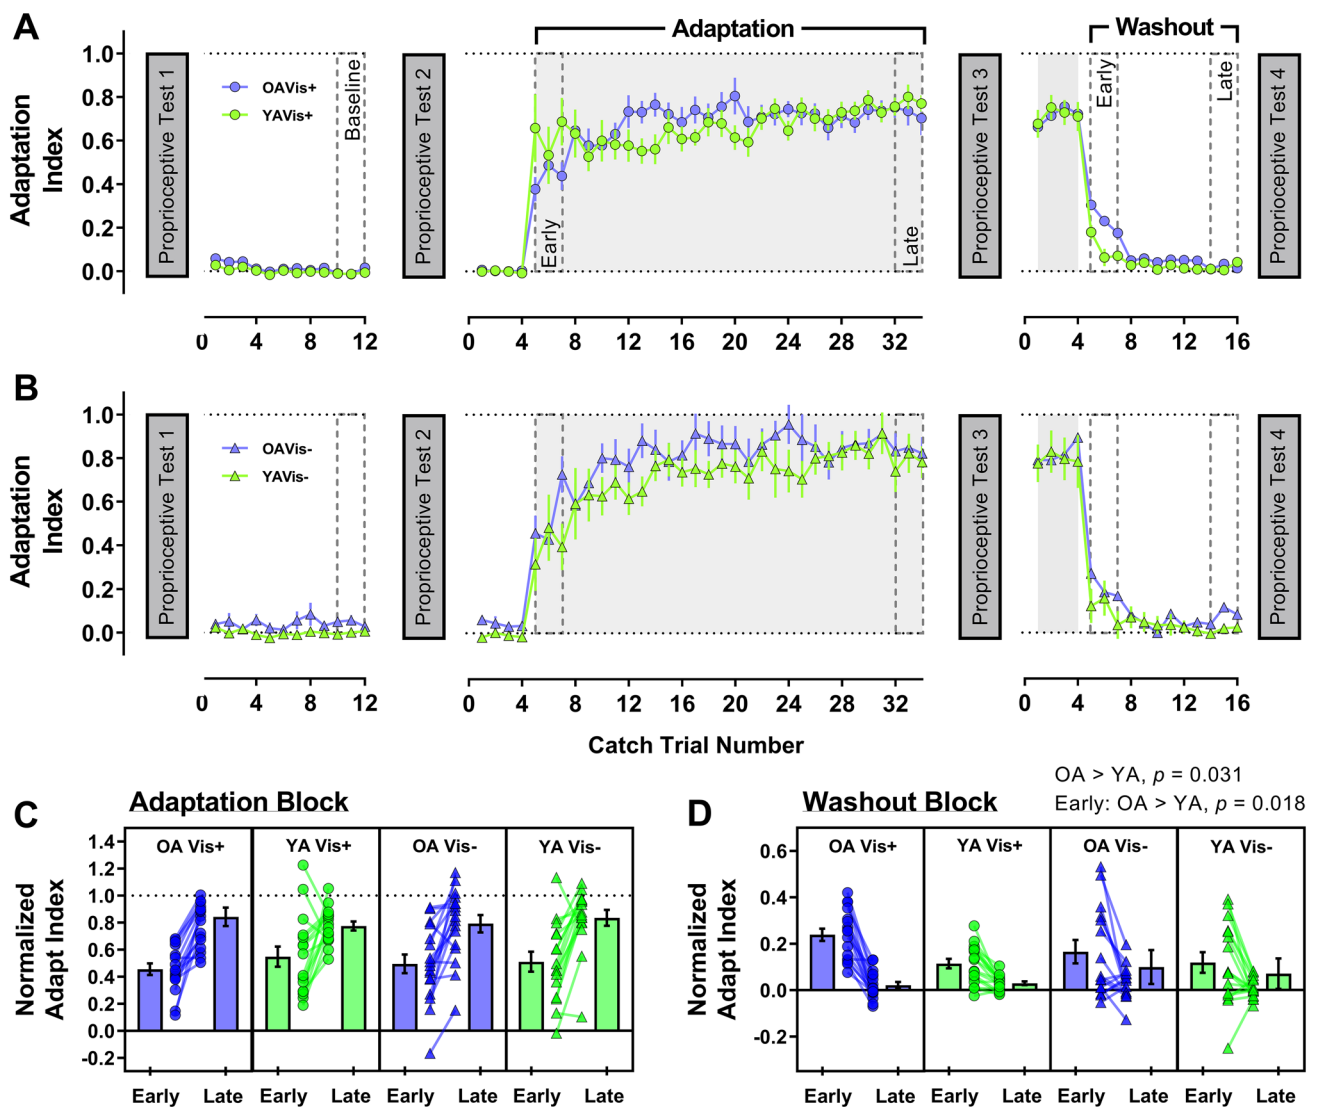 A
Adaptation
Washout
Adaptation
Index
1.0
0.8
0.6
0.4
0.2
0.0
Proprioceptive Test 1
OAVis+
YAVis+
Baseline
Proprioceptive Test 2
Early
Late
Proprioceptive Test 3
Early
Late
Proprioceptive Test 4
0 4 8 12
0 4 8 12 16 20 24 28 32
0 4 8 12 16
B
Adaptation
Index
1.0
0.8
0.6
0.4
0.2
0.0
Proprioceptive Test 1
OAVis-
YAVis-
Proprioceptive Test 2
Proprioceptive Test 3
Proprioceptive Test 4
0 4 8 12
0 4 8 12 16 20 24 28 32
0 4 8 12 16
Catch Trial Number
C
Adaptation Block
Normalized
Adapt Index
1.4
1.2
1.0
0.8
0.6
0.4
0.2
0.0
-0.2
OA Vis+
YA Vis+
OA Vis-
YA Vis-
Early Late Early Late Early Late Early Late
D
Washout Block
OA > YA, p = 0.031
Early: OA > YA, p = 0.018
Normalized
Adapt Index
0.6
0.4
0.2
0.0
-0.2
OA Vis+
YA Vis+
OA Vis-
YA Vis-
Early Late Early Late Early Late Early Late